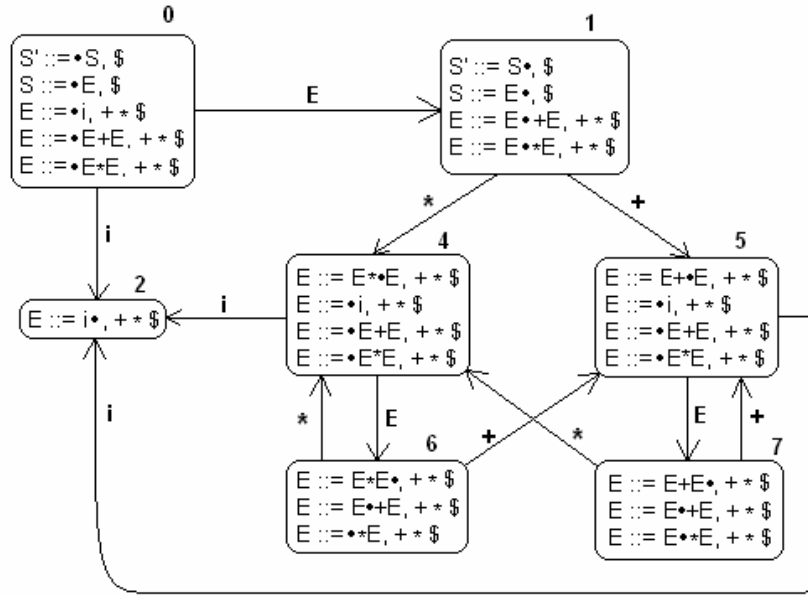 0
S' ::=•S, $
S ::=•E, $
E ::=•i, + * $
E ::=•E+E, + * $
E ::=•E*E, + * $
E
1
S' ::= S•, $
S ::= E•, $
E ::= E•+E, + * $
E ::= E•*E, + * $
i
*
+
2
E ::= i•, + * $
i
4
E ::= E*•E, + * $
E ::=•i, + * $
E ::=•E+E, + * $
E ::=•E*E, + * $
5
E ::= E+•E, + * $
E ::=•i, + * $
E ::=•E+E, + * $
E ::=•E*E, + * $
i
*
E
+
*
E
+
6
E ::= E*E•, + * $
E ::= E•+E, + * $
E ::=•*E, + * $
7
E ::= E+E•, + * $
E ::= E•+E, + * $
E ::= E•*E, + * $